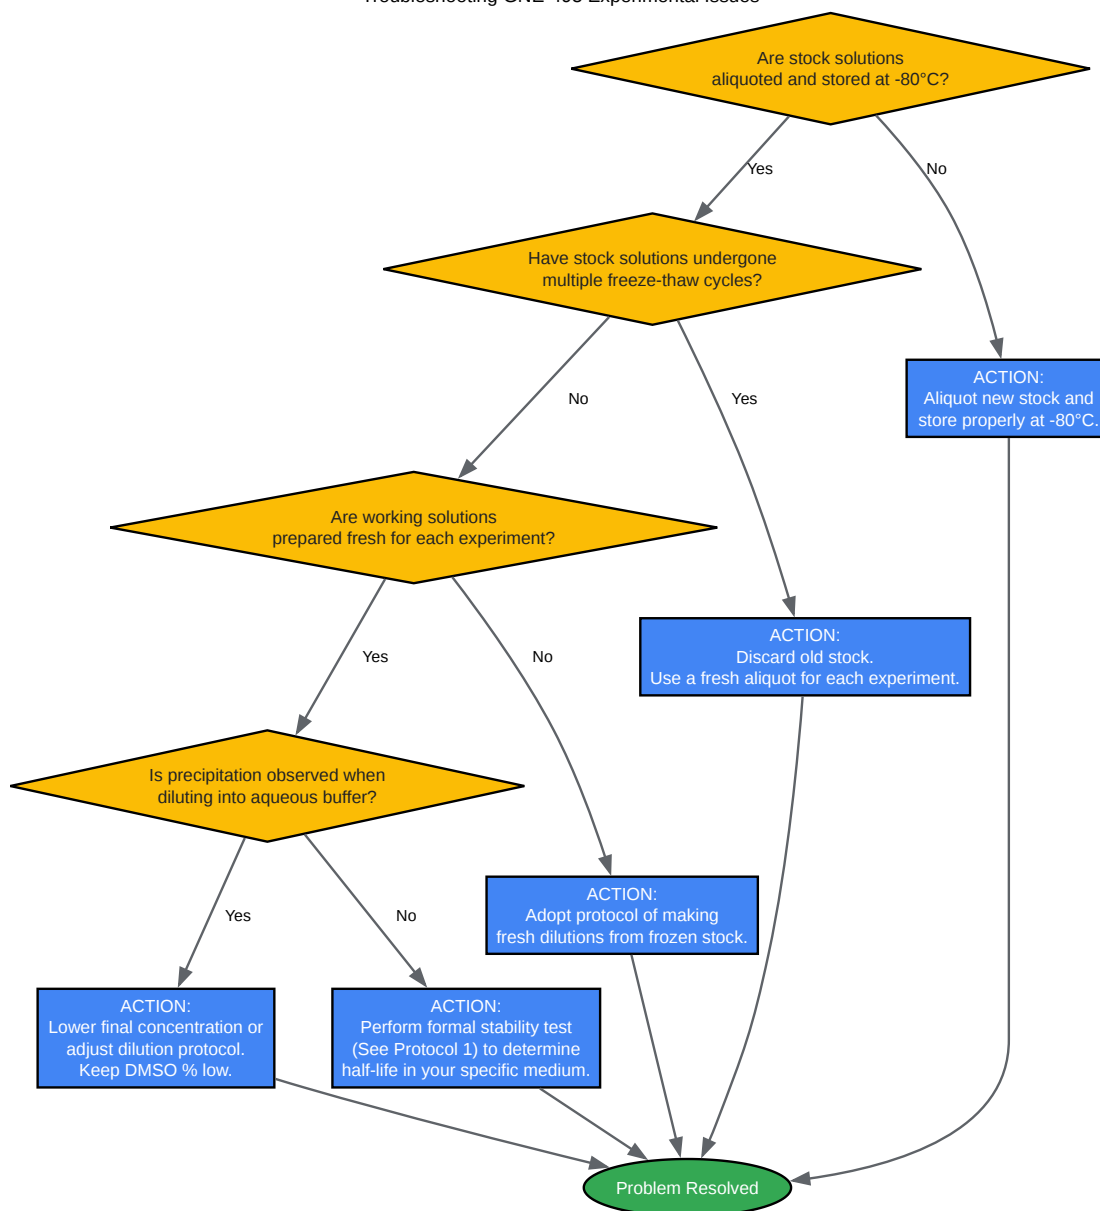 Troubleshooting Experimental Issues
Are stock solutions
aliquoted and stored at -80°C?
Yes
No
Have stock solutions undergone
multiple freeze-thaw cycles?
ACTION:
Aliquot new stock and
store properly at -80°C.
No
Yes
Are working solutions
prepared fresh for each experiment?
ACTION:
Discard old stock.
Use a fresh aliquot for each experiment.
Yes
No
Is precipitation observed when
diluting into aqueous buffer?
ACTION:
Adopt protocol of making
fresh dilutions from frozen stock.
Yes
No
ACTION:
Lower final concentration or
adjust dilution protocol.
Keep DMSO % low.
ACTION:
Perform formal stability test
(See Protocol 1) to determine
half-life in your specific medium.
Problem Resolved